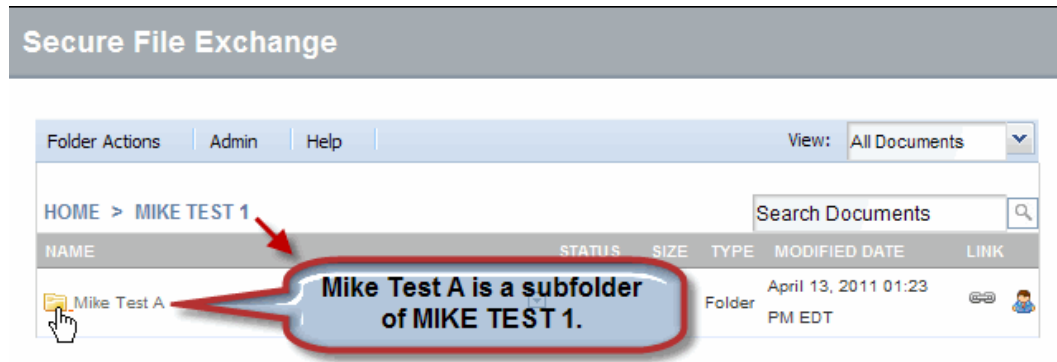 Secure File Exchange
Folder Actions Admin Help View: All Documents
HOME > MIKE TEST 1 Search Documents
NAME STATUS SIZE TYPE MODIFIED DATE LINK
Mike Test A Folder April 13, 2011 01:23
PM EDT
Mike Test A is a subfolder
of MIKE TEST 1.